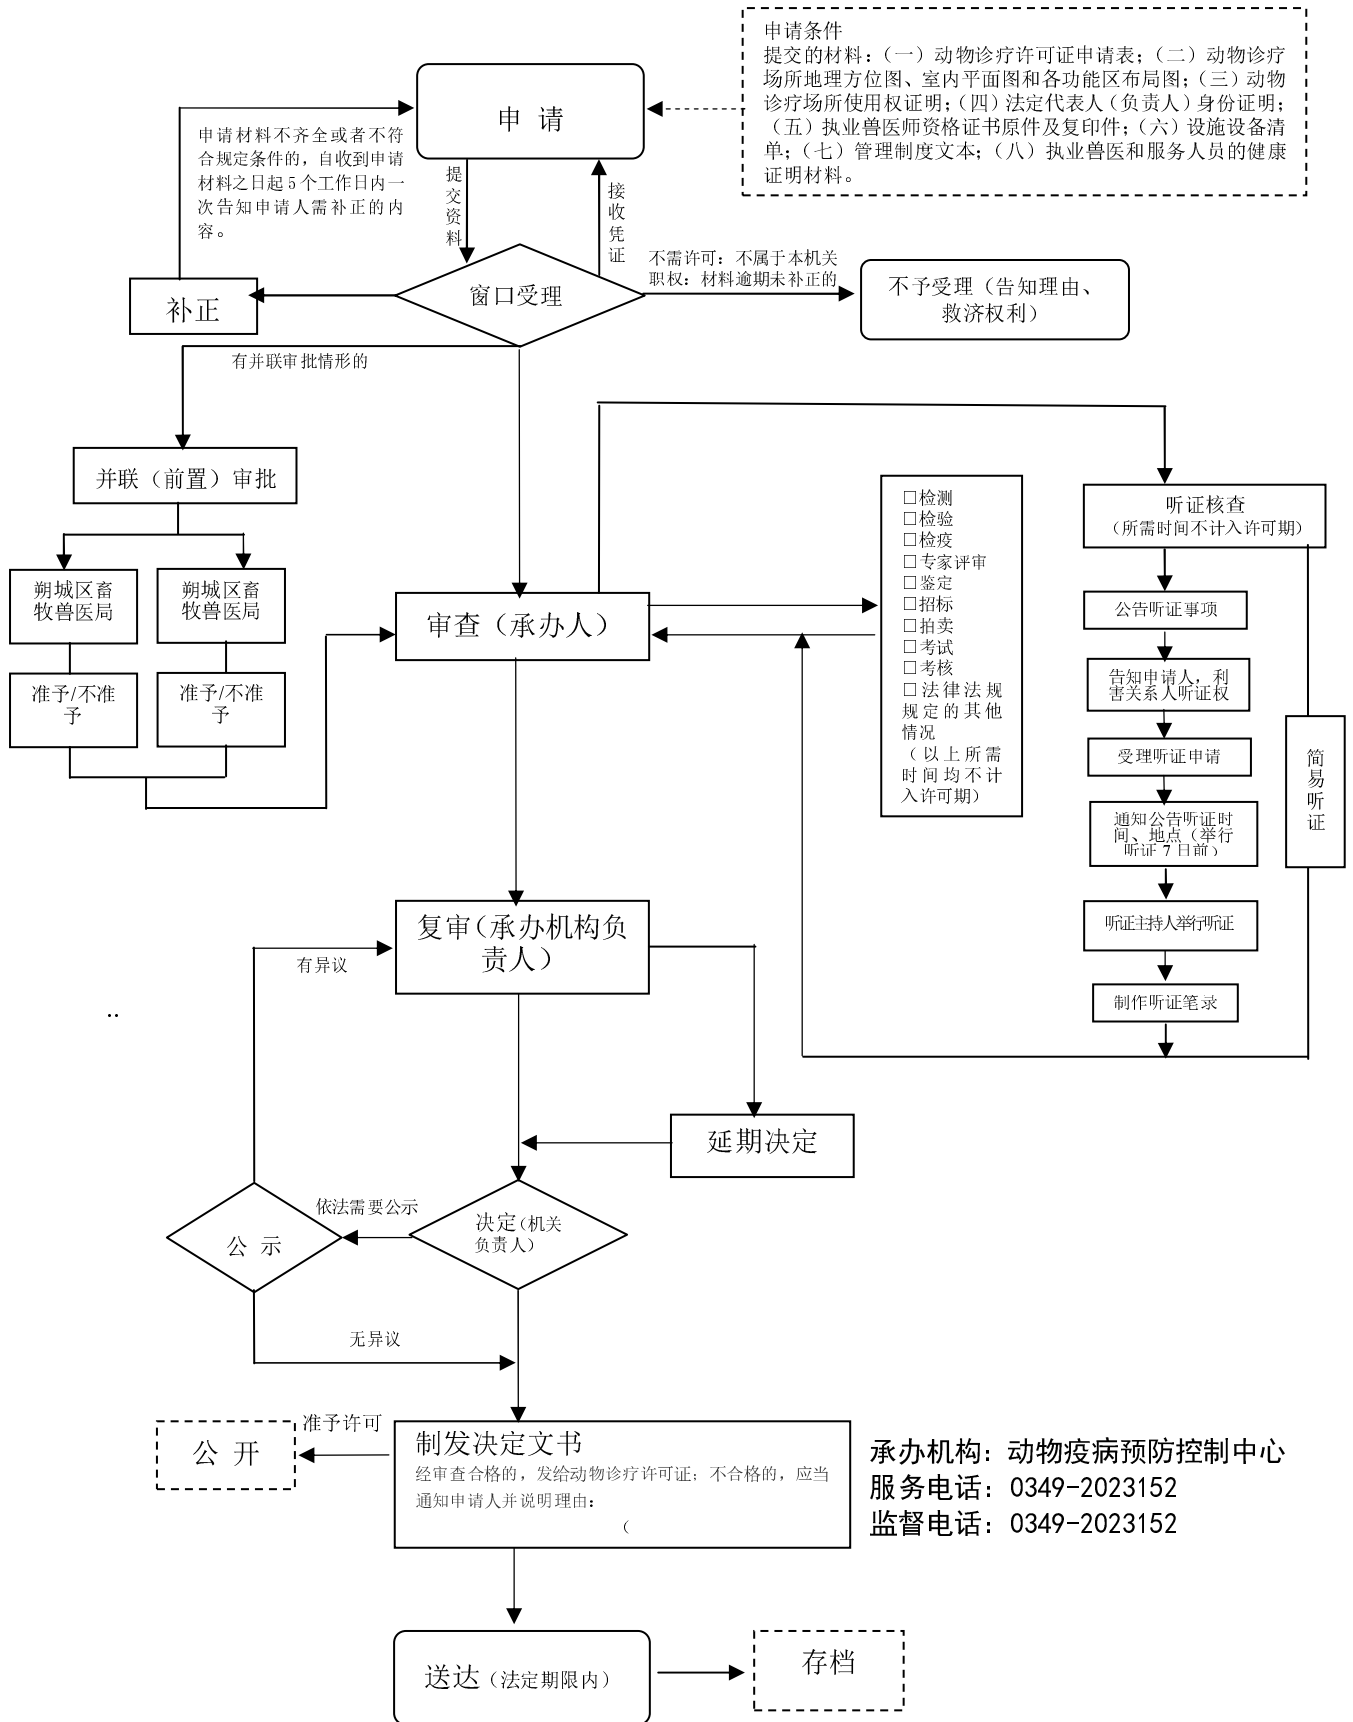 申请条件
提交的材料：（一）动物诊疗许可证申请表；（二）动物诊疗
场所地理方位图、室内平面图和各功能区布局图；（三）动物
诊疗场所使用权证明；（四）法定代表人（负责人）身份证明；
（五）执业兽医师资格证书原件及复印件；（六）设施设备清
单；（七）管理制度文本；（八）执业兽医和服务人员的健康
证明材料。
申 请
申请材料不齐全或者不符
合规定条件的，自收到申请
材料之日起 5 个工作日内一
次告知申请人需补正的内
容。
提交资料
接收凭证
不需许可：不属于本机关
职权：材料逾期未补正的
窗口受理
补正
不予受理（告知理由、
救济权利）
有并联审批情形的
并联（前置）审批
朔城区畜
牧兽医局
朔城区畜
牧兽医局
准予/不准
予
准予/不准
予
审查（承办人）
□检测
□检验
□检疫
□专家评审
□鉴定
□招标
□拍卖
□考试
□考核
□法律法规
规定的其他
情况
（以上所需
时间均不计
入许可期）
听证核查
（所需时间不计入许可期）
公告听证事项
告知申请人，利
害关系人听证权
受理听证申请
通知公告听证时
间、地点（举行
听证 7 日前）
听证主持人举行听证
制作听证笔录
简易听证
复审（承办机构负
责人）
有异议
..
延期决定
依法需要公示
决定（机关
负责人）
公 示
无异议
准予许可
公 开
制发决定文书
经审查合格的，发给动物诊疗许可证；不合格的，应当
通知申请人并说明理由：
（
承办机构：动物疫病预防控制中心
服务电话：0349-2023152
监督电话：0349-2023152
送达（法定期限内）
存档